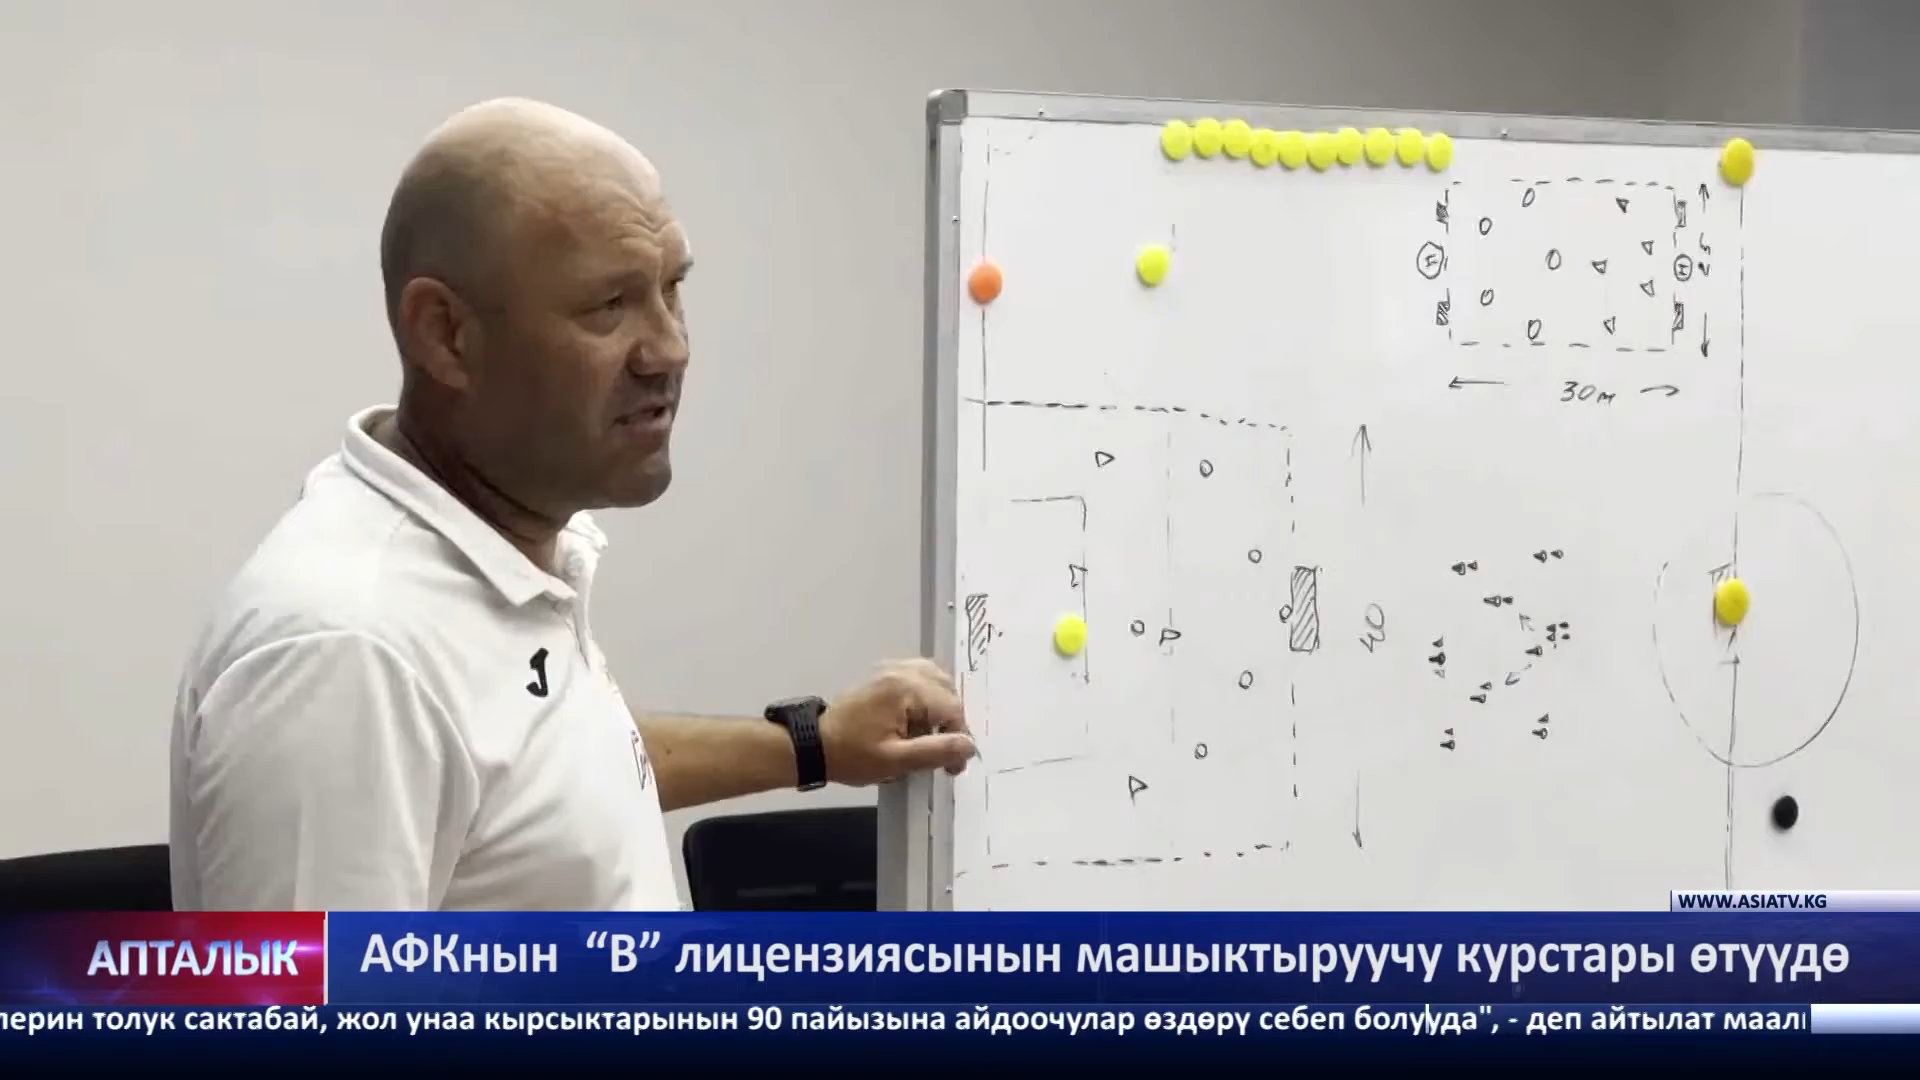 25
30м
40
WWW.ASIATV.KG
АПТАЛЫК
АФКнын “В” лицензиясынын машыктыруучу курстары өтүүдө
лерин толук сактабай, жол унаа кырсыктарынын 90 пайызына айдоочулар өздөрү себеп болууда", - деп айтылат маал